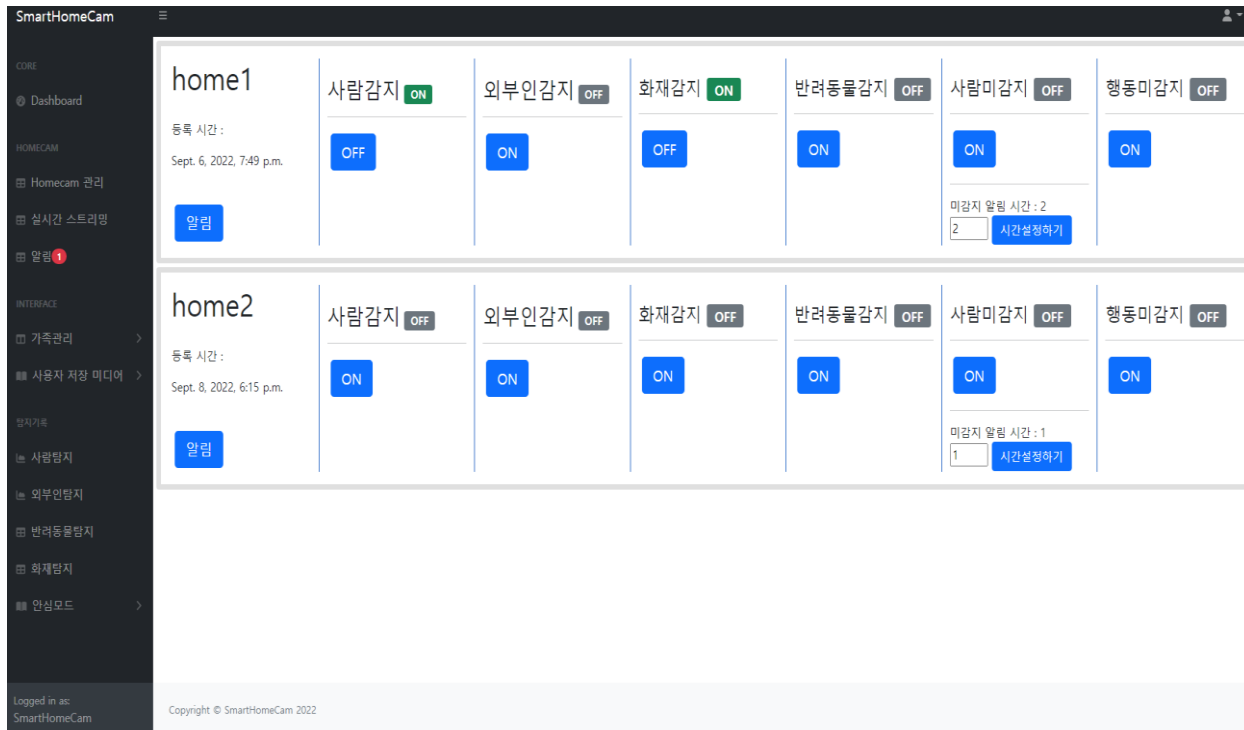 SmartHomeCam
CORE
Dashboard
HOMECAM
Homecam 관리
실시간 스트리밍
알림 1
INTERFACE
가족관리
사용자 저장 미디어
탐지기록
사람탐지
외부인탐지
반려동물탐지
화재탐지
안심모드
Logged in as:
SmartHomeCam
home1
등록 시간 :
Sept. 6, 2022, 7:49 p.m.
알림
사람감지 ON
OFF
외부인감지 OFF
ON
화재감지 ON
OFF
반려동물감지 OFF
ON
사람미감지 OFF
ON
미감지 알림 시간 : 2
2 시간설정하기
행동미감지 OFF
ON
home2
등록 시간 :
Sept. 8, 2022, 6:15 p.m.
알림
사람감지 OFF
ON
외부인감지 OFF
ON
화재감지 OFF
ON
반려동물감지 OFF
ON
사람미감지 OFF
ON
미감지 알림 시간 : 1
1 시간설정하기
행동미감지 OFF
ON
Copyright © SmartHomeCam 2022